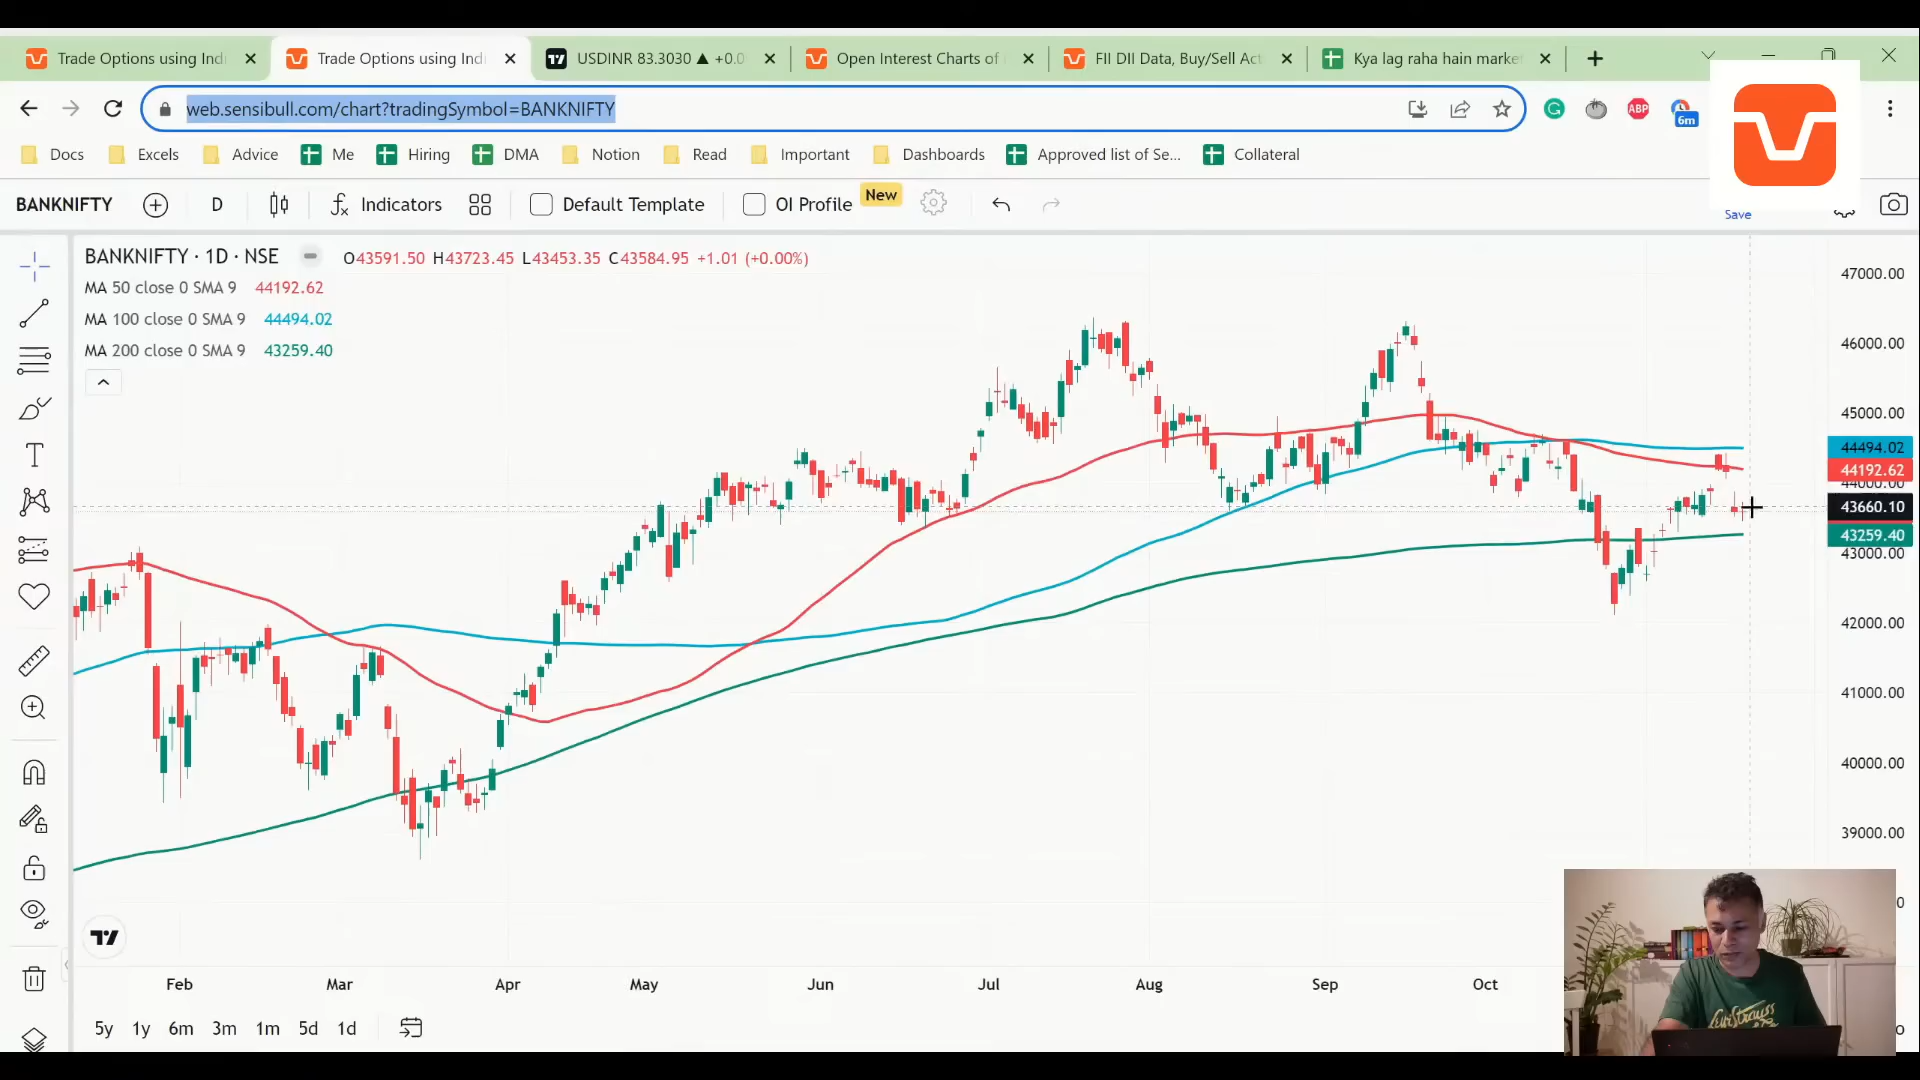 Trade Options using Ind
Trade Options using Ind
USDINR 83.3030 ▲ +0.0
Open Interest Charts of
FII DII Data, Buy/Sell Act
Kya lag raha hain market
web.sensibull.com/chart?tradingSymbol=BANKNIFTY
ABP
6m
Docs
Excels
Advice
Me
Hiring
DMA
Notion
Read
Important
Dashboards
Approved list of Se...
Collateral
BANKNIFTY
D
Indicators
Default Template
OI Profile
New
Save
BANKNIFTY · 1D · NSE
O43591.50 H43723.45 L43453.35 C43584.95 +1.01 (+0.00%)
MA 50 close 0 SMA 9 44192.62
MA 100 close 0 SMA 9 44494.02
MA 200 close 0 SMA 9 43259.40
47000.00
46000.00
45000.00
44494.02
44192.62
44000.00
43660.10
43259.40
43000.00
42000.00
41000.00
40000.00
39000.00
Feb
Mar
Apr
May
Jun
Jul
Aug
Sep
Oct
5y
1y
6m
3m
1m
5d
1d